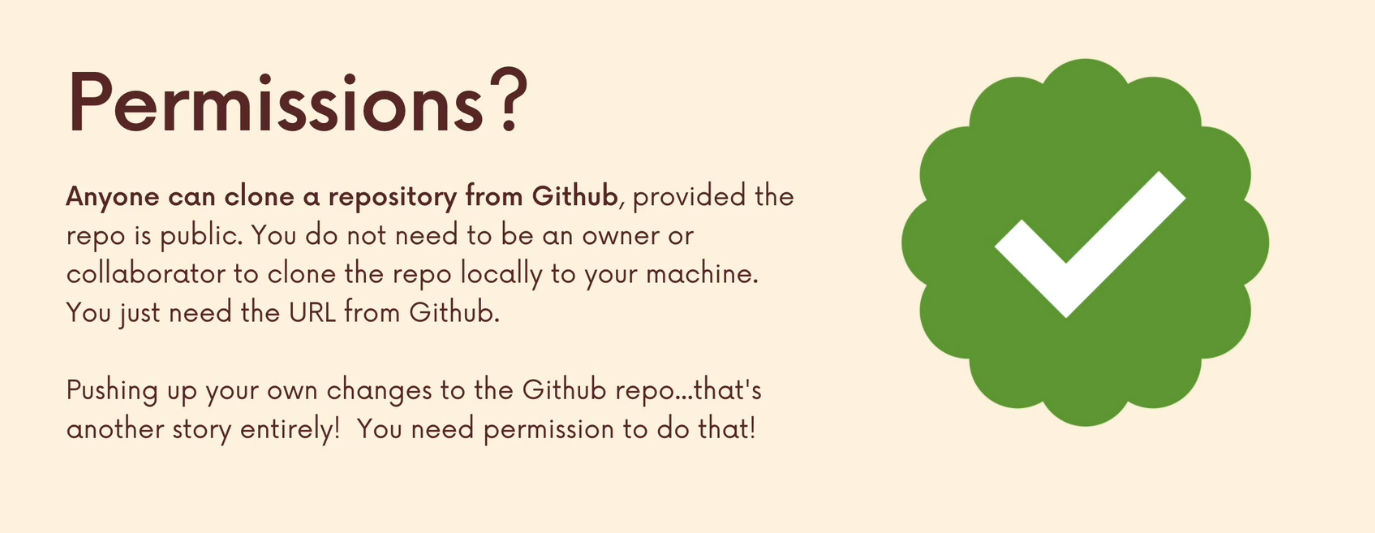 Permissions?
Anyone can clone a repository from Github, provided the
repo is public. You do not need to be an owner or
collaborator to clone the repo locally to your machine.
You just need the URL from Github.
Pushing up your own changes to the Github repo...that's
another story entirely!  You need permission to do that!